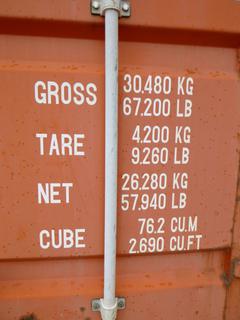 GROSS 30.480 KG
67.200 LB
TARE 4.200 KG
9.260 LB
NET 26.280 KG
57.940 LB
CUBE 76.2 CU.M
2.690 CU.FT